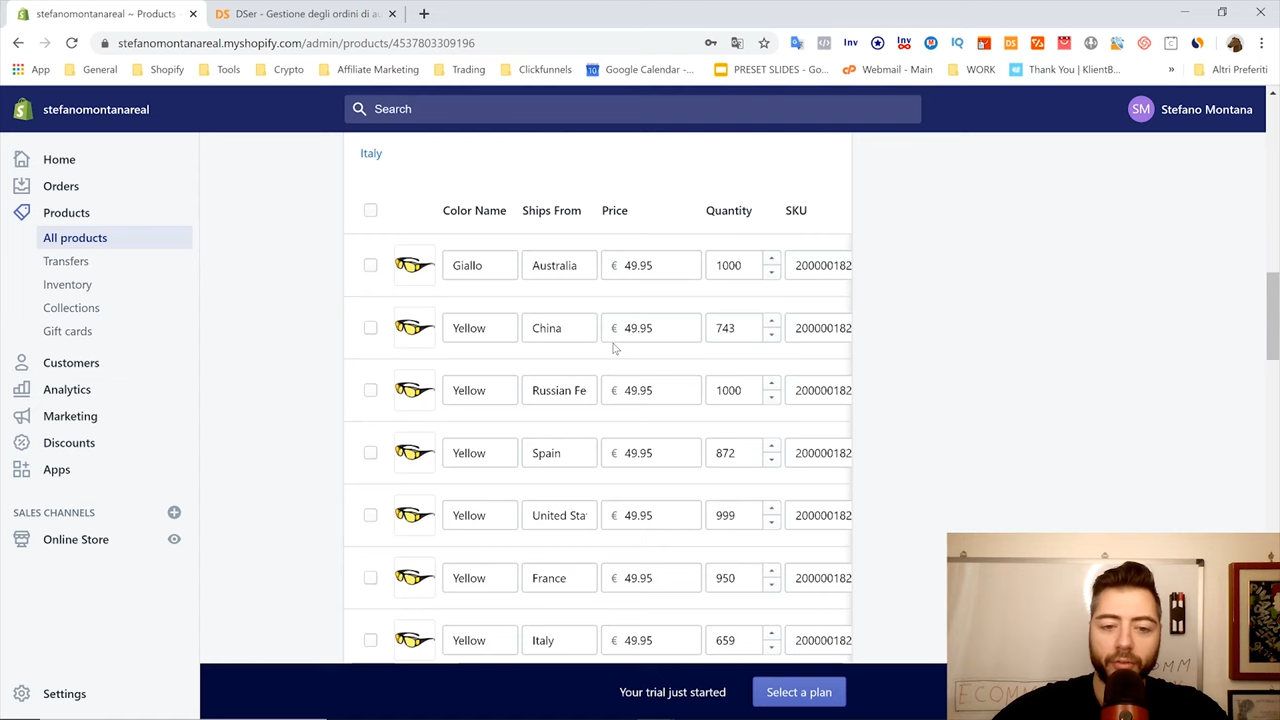 stefanomontanareal ~ Products
DSer - Gestione degli ordini di au
stefanomontanareal.myshopify.com/admin/products/4537803309196
App General Shopify Tools Crypto Affiliate Marketing Trading Clickfunnels Google Calendar -... PRESET SLIDES - Go... Webmail - Main WORK Thank You | KlientB... » Altri Preferiti
stefanomontanareal
Search
SM Stefano Montana
Home
Orders
Products
All products
Transfers
Inventory
Collections
Gift cards
Customers
Analytics
Marketing
Discounts
Apps
SALES CHANNELS
Online Store
Settings
Italy
Color Name Ships From Price Quantity SKU
Giallo Australia € 49.95 1000 200000182
Yellow China € 49.95 743 200000182
Yellow Russian Fe € 49.95 1000 200000182
Yellow Spain € 49.95 872 200000182
Yellow United Sta € 49.95 999 200000182
Yellow France € 49.95 950 200000182
Yellow Italy € 49.95 659 200000182
Your trial just started Select a plan